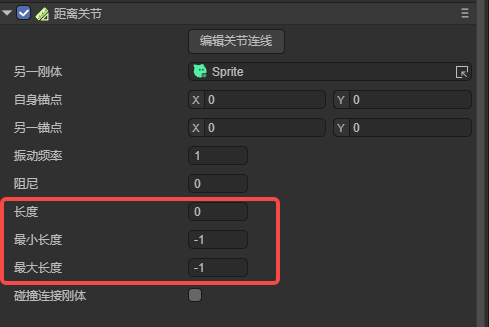 距离关节
编辑关节连线
另一刚体 Sprite
自身锚点 X 0 Y 0
另一锚点 X 0 Y 0
振动频率 1
阻尼 0
长度 0
最小长度 -1
最大长度 -1
碰撞连接刚体